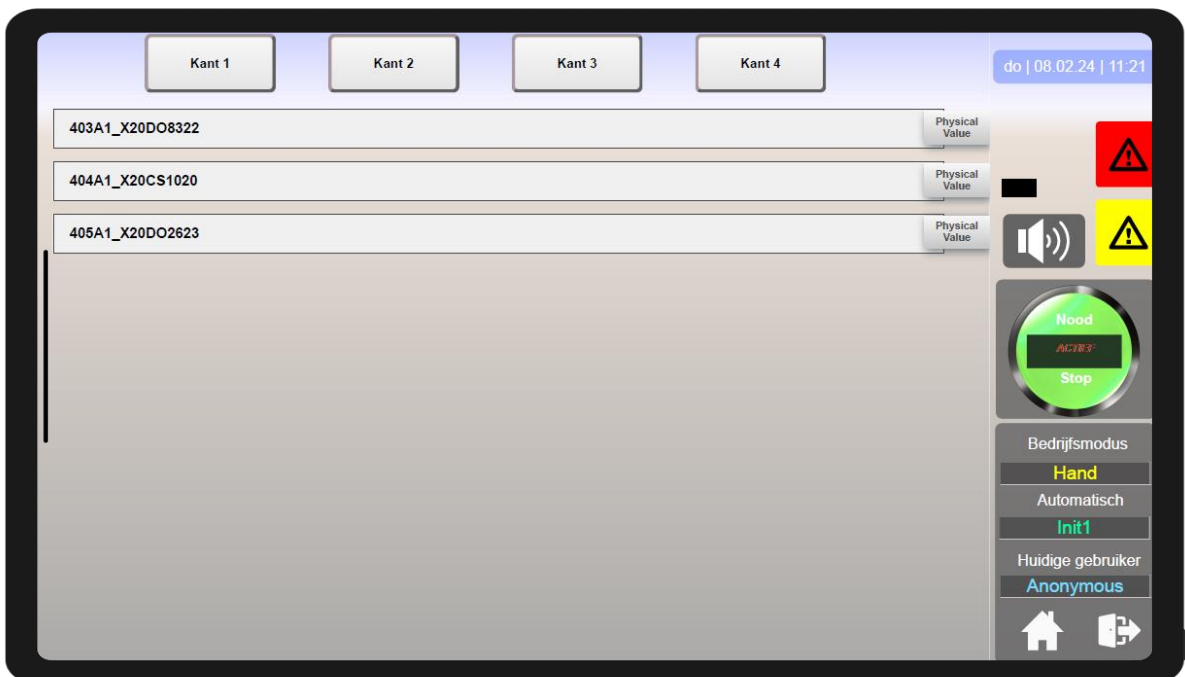 Kant 1
Kant 2
Kant 3
Kant 4
do | 08.02.24 | 11:21
403A1_X20DO8322
Physical
Value
404A1_X20CS1020
Physical
Value
405A1_X20DO2623
Physical
Value
Nood
Stop
Bedrijfsmodus
Hand
Automatisch
Init1
Huidige gebruiker
Anonymous